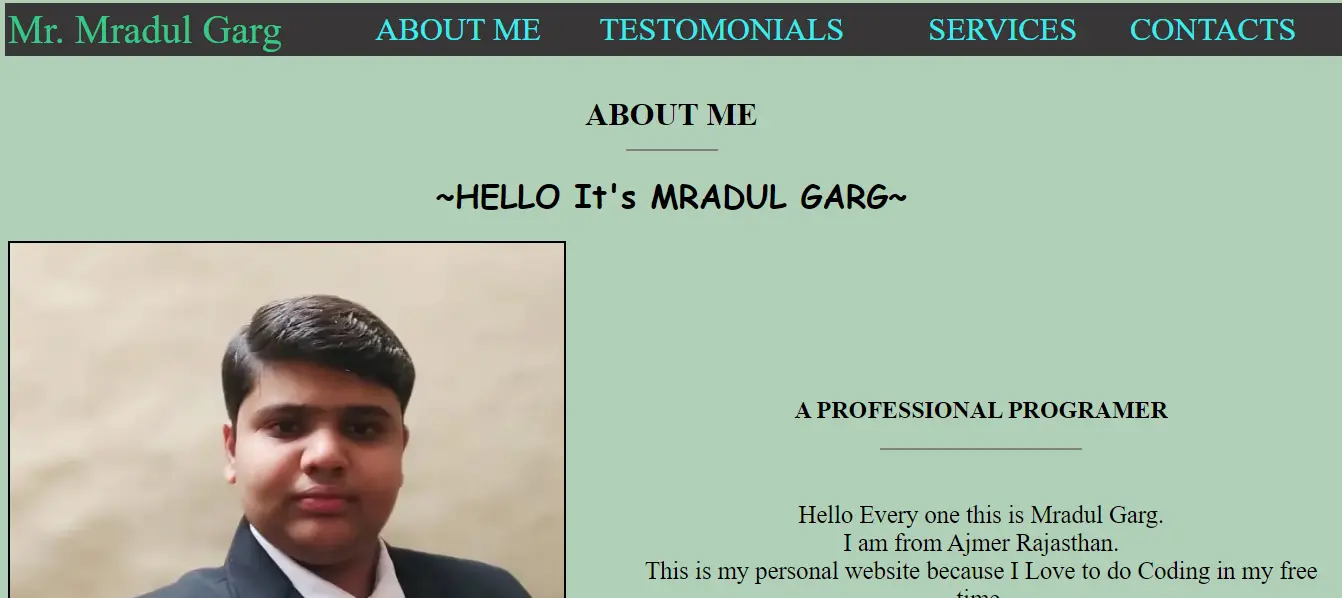 Mr. Mradul Garg ABOUT ME TESTOMONIALS SERVICES CONTACTS
ABOUT ME
~HELLO It's MRADUL GARG~
A PROFESSIONAL PROGRAMER
Hello Every one this is Mradul Garg.
I am from Ajmer Rajasthan.
This is my personal website because I Love to do Coding in my free
time.